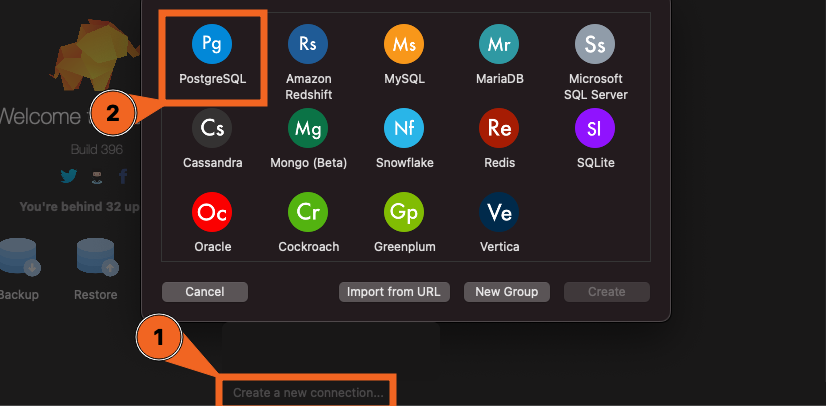 Pg
Rs
Ms
Mr
Ss
PostgreSQL
Amazon
Redshift
MySQL
MariaDB
Microsoft
SQL Server
2
Welcome
Cs
Mg
Nf
Re
Sl
Build 396
Cassandra
Mongo (Beta)
Snowflake
Redis
SQLite
You're behind 32 up
Oc
Cr
Gp
Ve
Oracle
Cockroach
Greenplum
Vertica
Backup
Restore
Cancel
Import from URL
New Group
Create
1
Create a new connection...